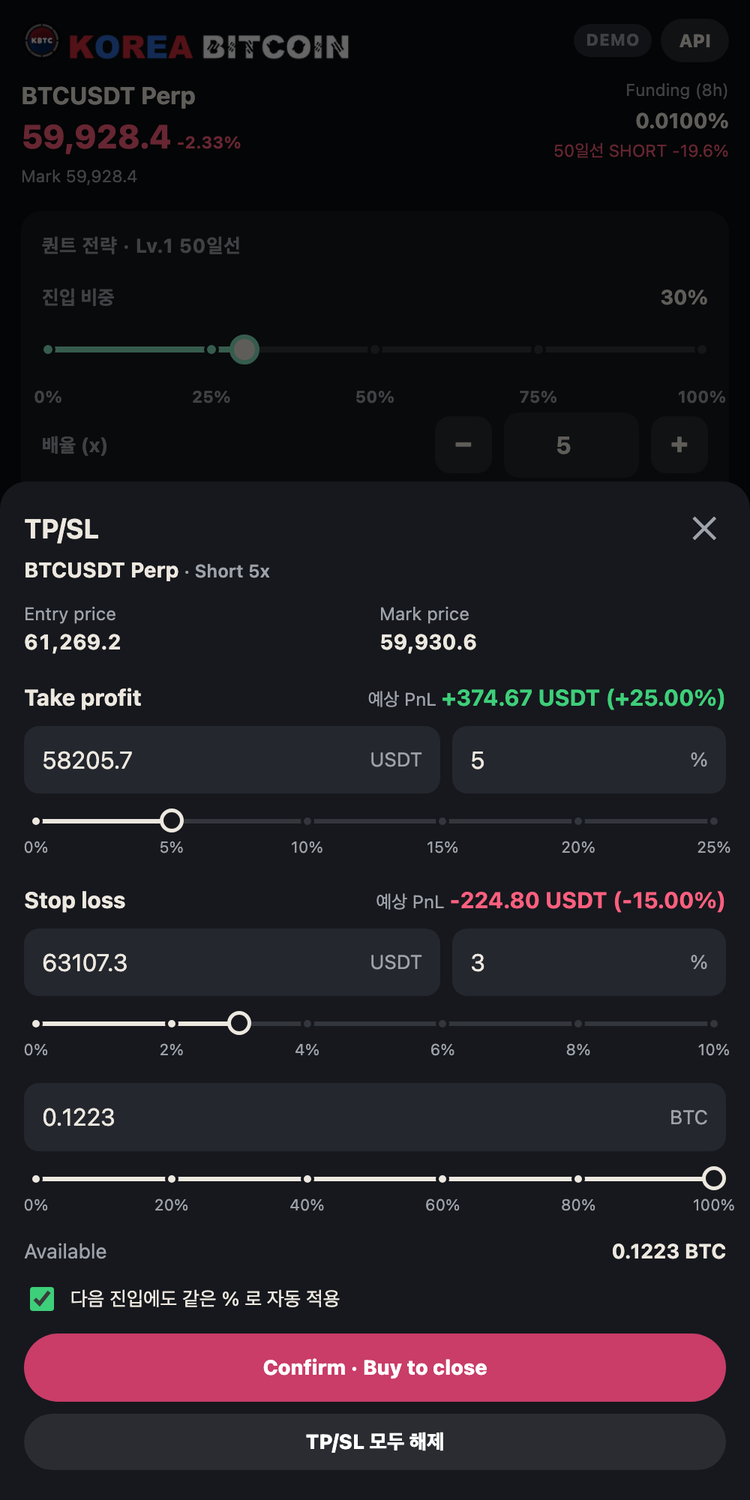 KBTC KOREA BITCOIN DEMO API
BTCUSDT Perp Funding (8h)
59,928.4 -2.33% 0.0100%
50일선 SHORT -19.6%
Mark 59,928.4
퀀트 전략 · Lv.1 50일선
진입 비중 30%
0% 25% 50% 75% 100%
배율 (x) − 5 +
TP/SL
BTCUSDT Perp · Short 5x
Entry price Mark price
61,269.2 59,930.6
Take profit 예상 PnL +374.67 USDT (+25.00%)
58205.7 USDT 5 %
0% 5% 10% 15% 20% 25%
Stop loss 예상 PnL -224.80 USDT (-15.00%)
63107.3 USDT 3 %
0% 2% 4% 6% 8% 10%
0.1223 BTC
0% 20% 40% 60% 80% 100%
Available 0.1223 BTC
다음 진입에도 같은 % 로 자동 적용
Confirm · Buy to close
TP/SL 모두 해제